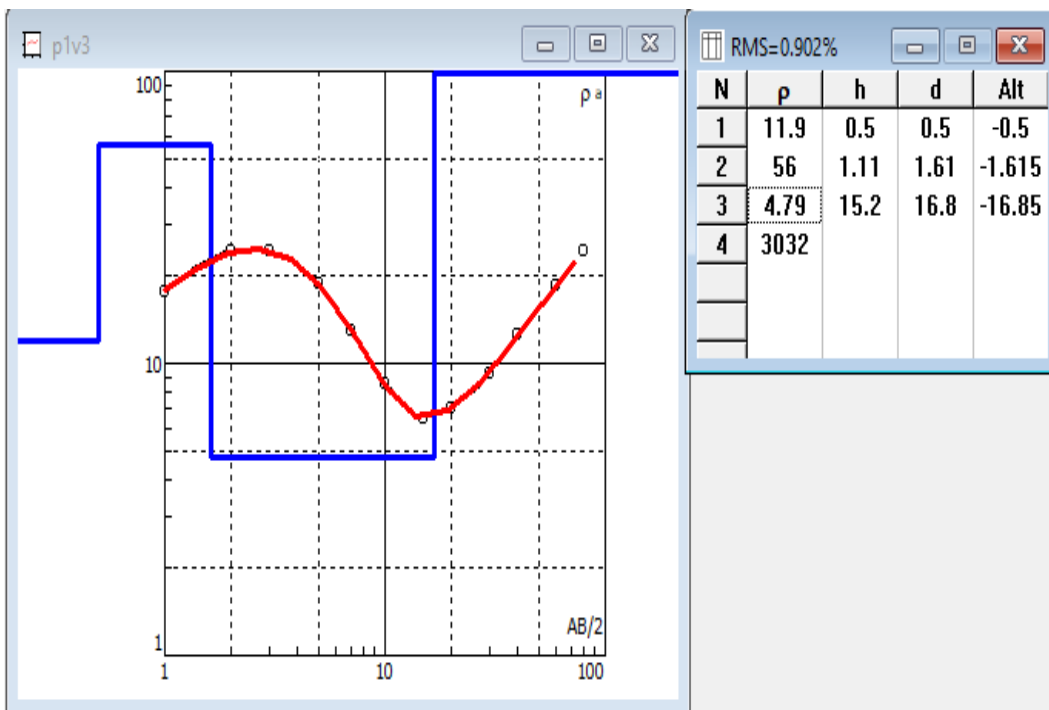 p1v3
100
ρ a
10
1
AB/2
1 10 100
RMS=0.902%
N ρ h d Alt
1 11.9 0.5 0.5 -0.5
2 56 1.11 1.61 -1.615
3 4.79 15.2 16.8 -16.85
4 3032